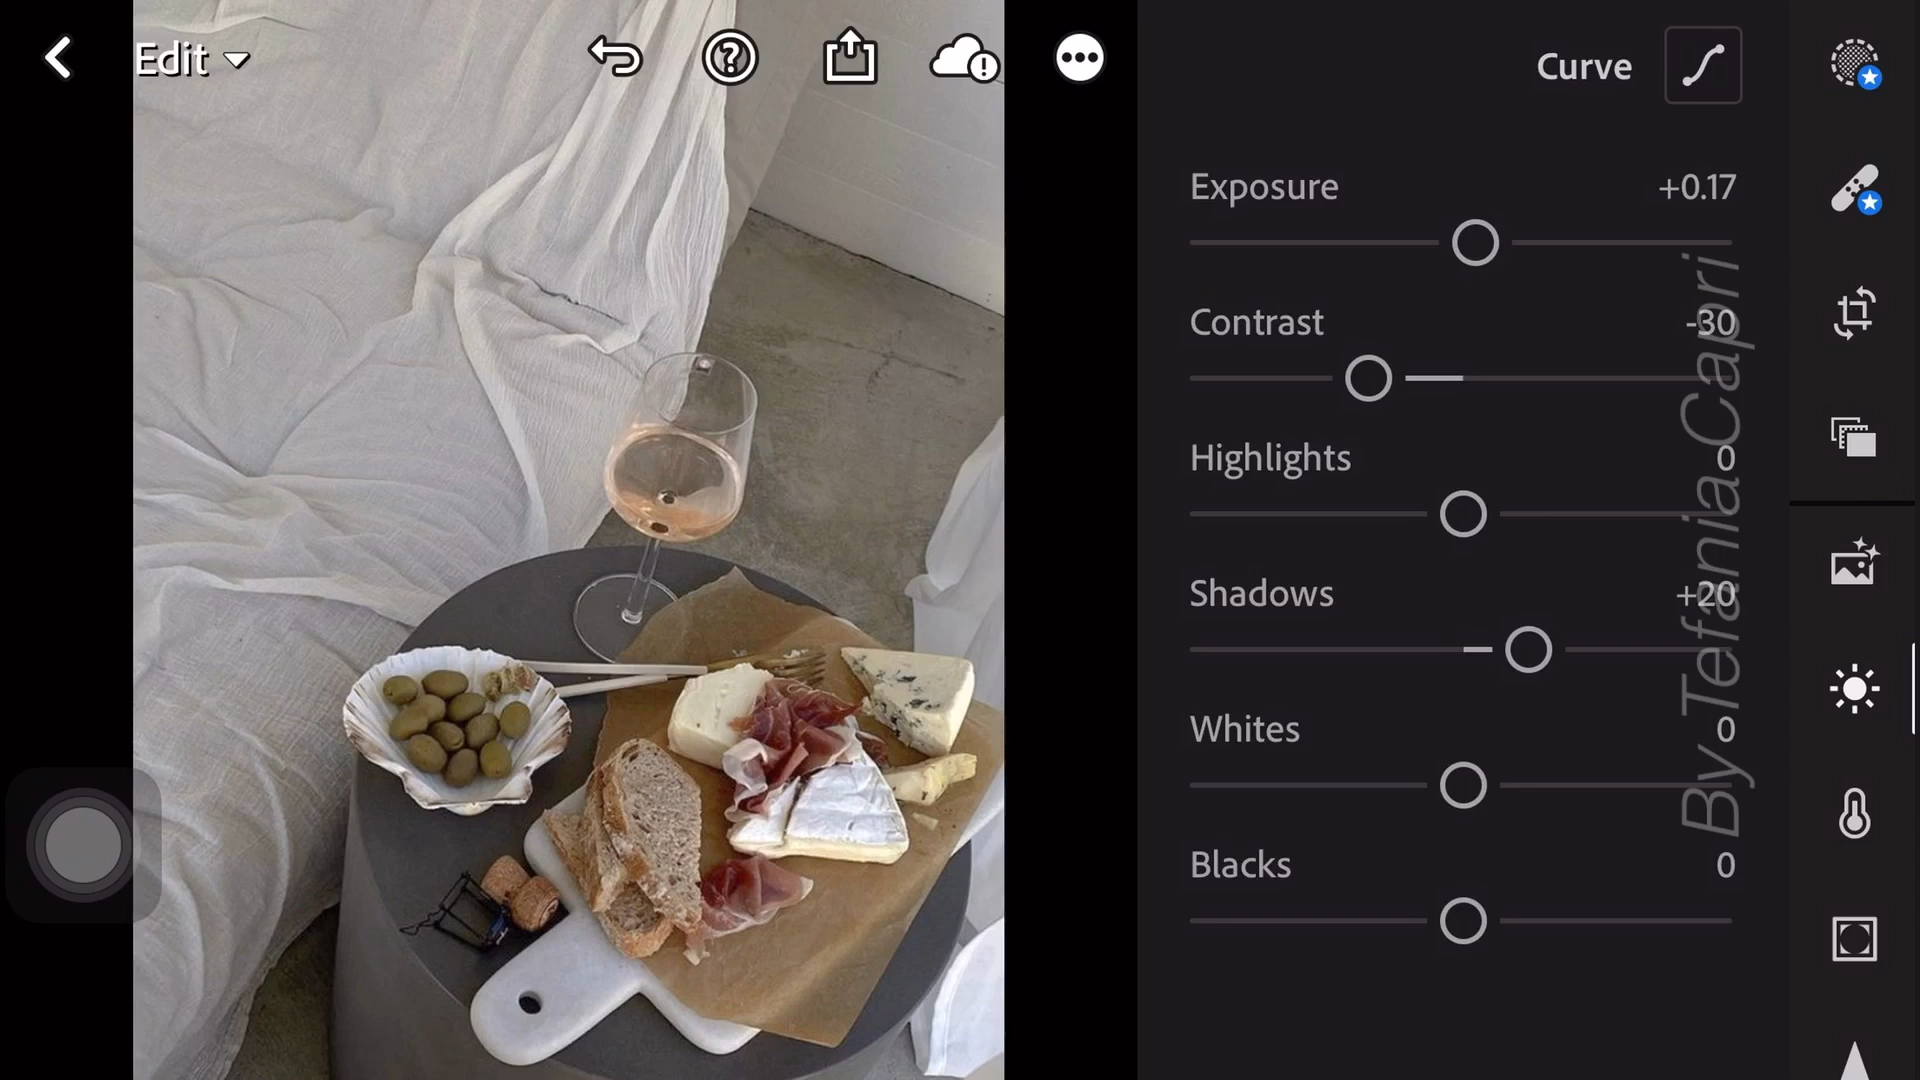 Edit
Curve
Exposure +0.17
Contrast -30
Highlights 0
Shadows +20
Whites 0
Blacks 0
By Tefania Capri